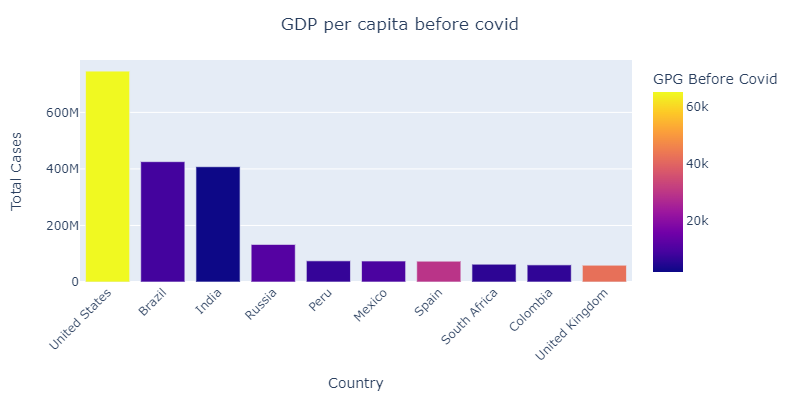 GDP per capita before covid
Total Cases
600M
400M
200M
0
United States
Brazil
India
Russia
Peru
Mexico
Spain
South Africa
Colombia
United Kingdom
Country
GPG Before Covid
60k
40k
20k